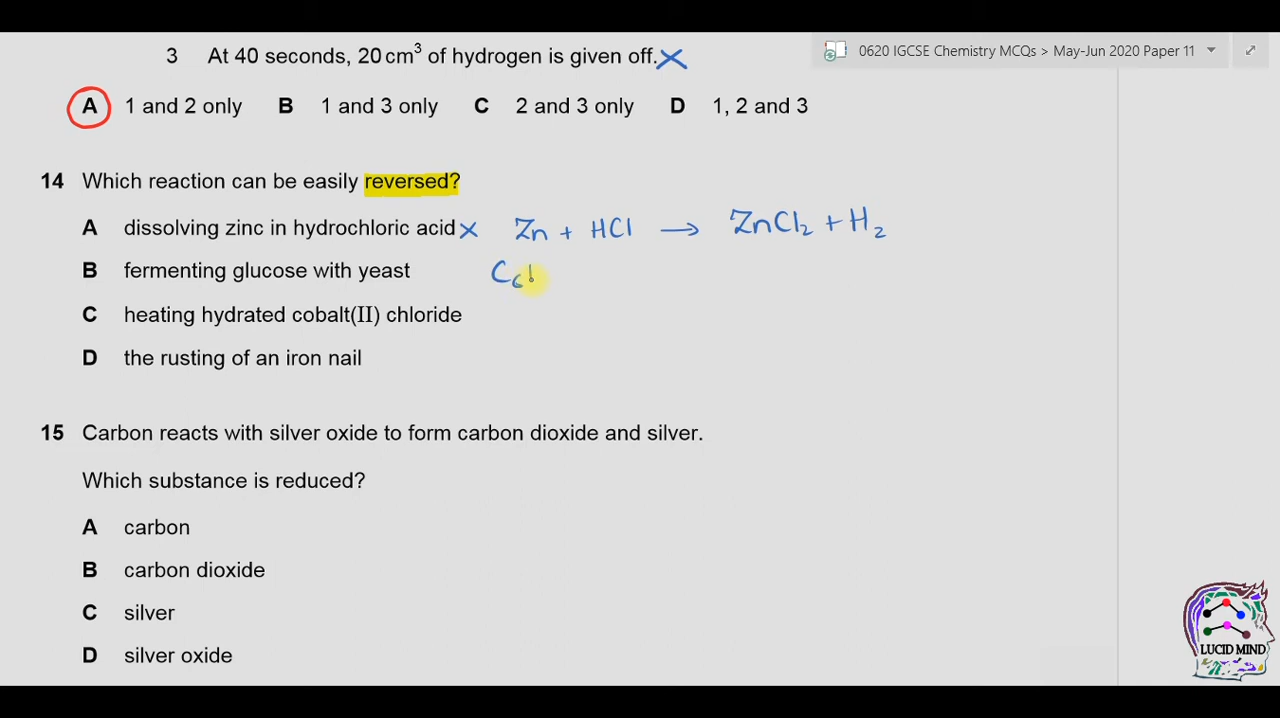 3 At 40 seconds, 20 cm³ of hydrogen is given off. X
0620 IGCSE Chemistry MCQs > May-Jun 2020 Paper 11
A 1 and 2 only B 1 and 3 only C 2 and 3 only D 1, 2 and 3
14 Which reaction can be easily reversed?
A dissolving zinc in hydrochloric acid X Zn + HCl → ZnCl₂ + H₂
B fermenting glucose with yeast C₆
C heating hydrated cobalt(II) chloride
D the rusting of an iron nail
15 Carbon reacts with silver oxide to form carbon dioxide and silver.
Which substance is reduced?
A carbon
B carbon dioxide
C silver
D silver oxide
LUCID MIND